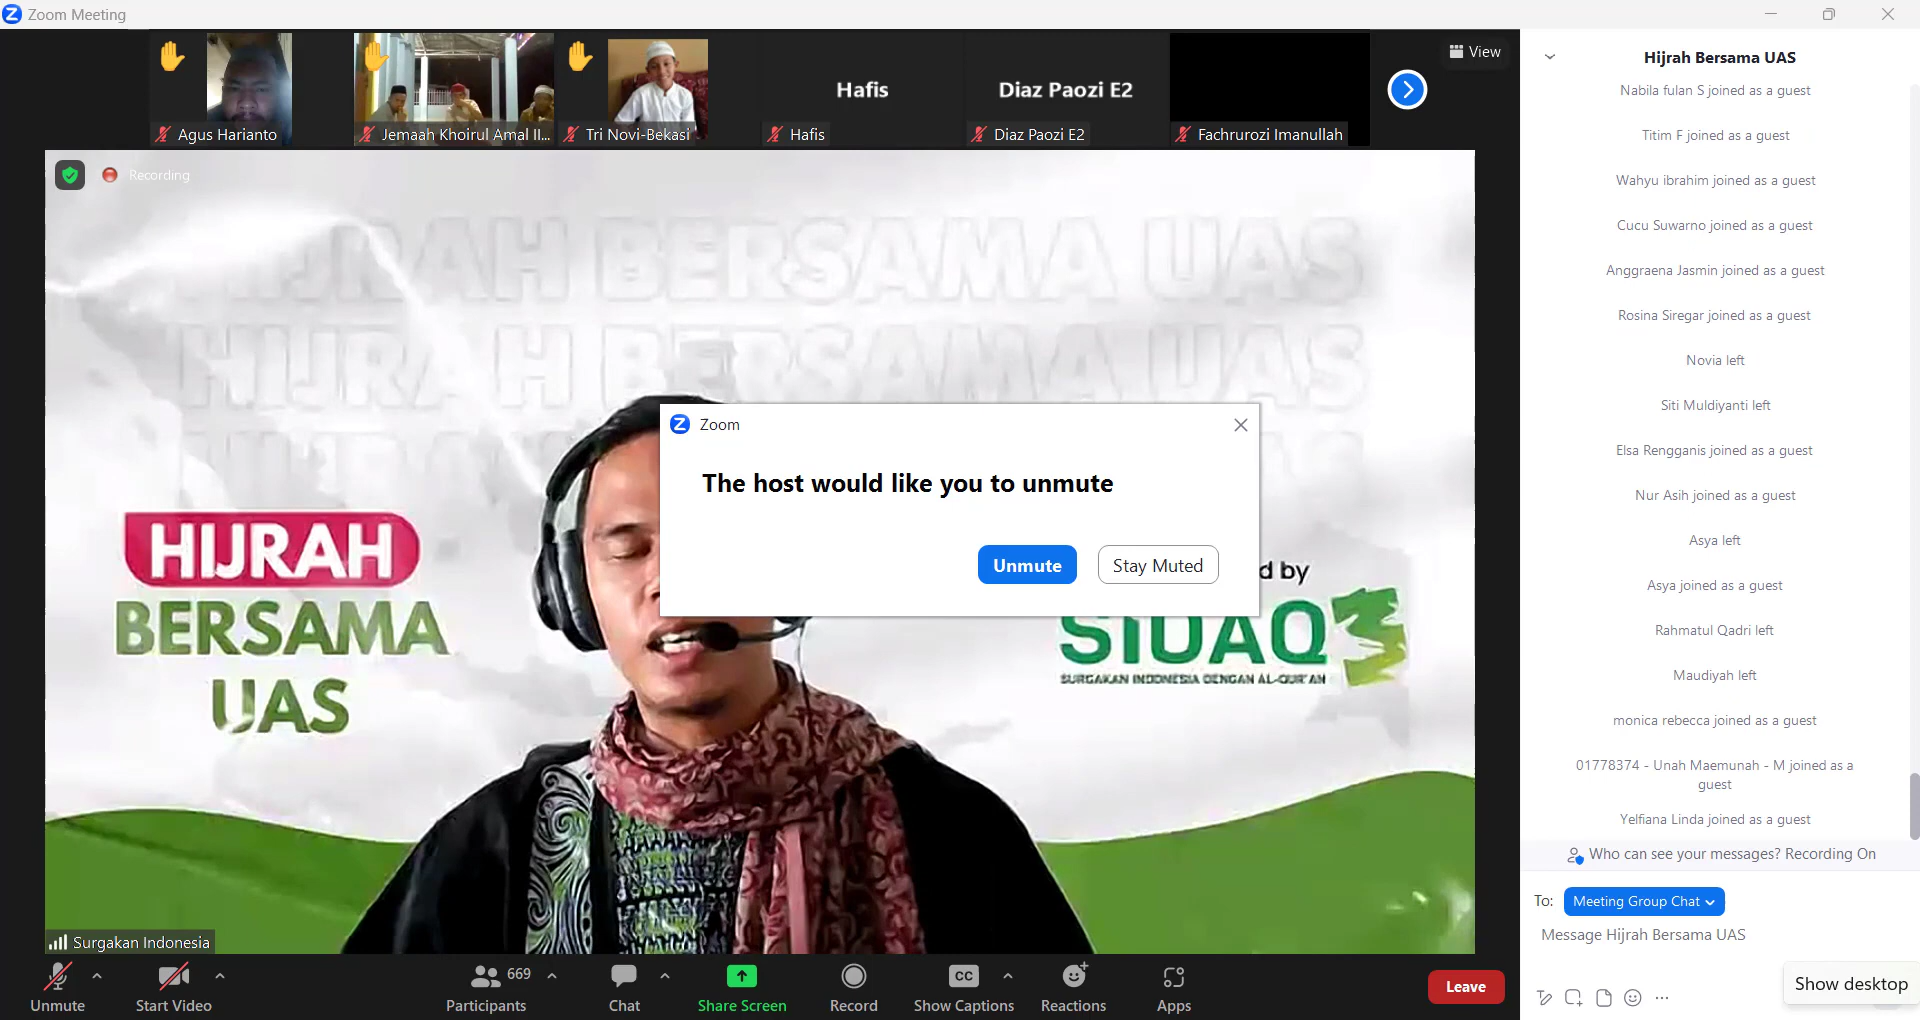 Zoom Meeting
Hafis
Diaz Paozi E2
View
Agus Harianto
Jemaah Khoirul Amal II...
Tri Novi-Bekasi
Hafis
Diaz Paozi E2
Fachrurozi Imanullah
Recording
HIJRAH BERSAMA UAS
HIJRAH BERSAMA UAS
Zoom
The host would like you to unmute
Unmute
Stay Muted
HIJRAH
BERSAMA
UAS
d by
SIDAQ
SURGAKAN INDONESIA DENGAN AL-QUR'AN
Surgakan Indonesia
Unmute
Start Video
669
Participants
Chat
Share Screen
Record
CC
Show Captions
Reactions
Apps
Leave
Hijrah Bersama UAS
Nabila fulan S joined as a guest
Titim F joined as a guest
Wahyu ibrahim joined as a guest
Cucu Suwarno joined as a guest
Anggraena Jasmin joined as a guest
Rosina Siregar joined as a guest
Novia left
Siti Muldiyanti left
Elsa Rengganis joined as a guest
Nur Asih joined as a guest
Asya left
Asya joined as a guest
Rahmatul Qadri left
Maudiyah left
monica rebecca joined as a guest
01778374 - Unah Maemunah - M joined as a
guest
Yelfiana Linda joined as a guest
Who can see your messages? Recording On
To:
Meeting Group Chat
Message Hijrah Bersama UAS
Show desktop